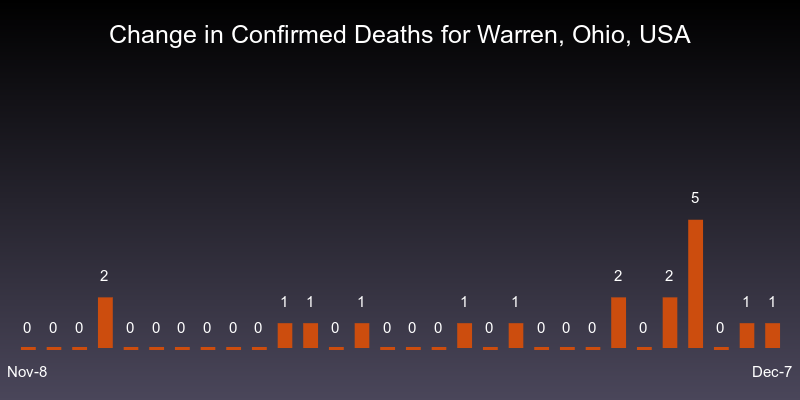 Change in Confirmed Deaths for Warren, Ohio, USA
5
2 2 2
1 1 1 1 1 1 1
0 0 0 0 0 0 0 0 0 0 0 0 0 0 0 0 0 0 0
Nov-8 Dec-7